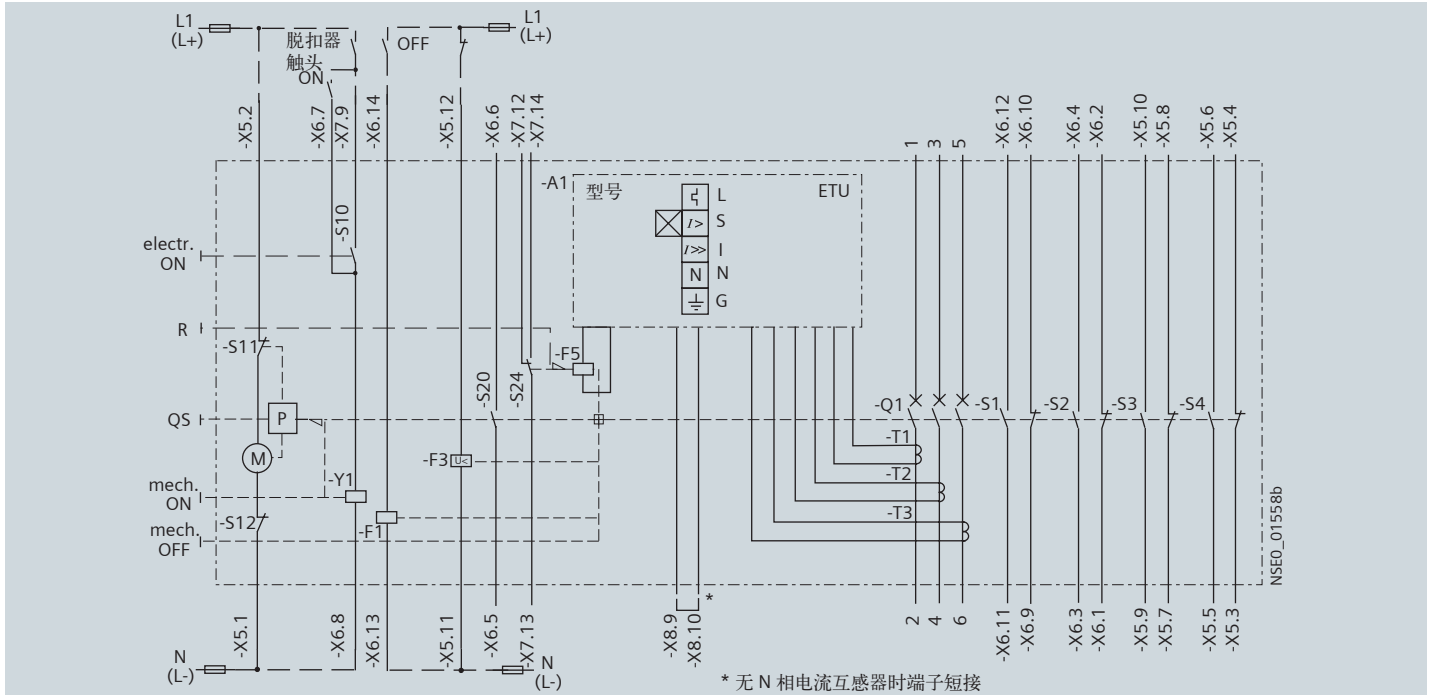 L1
(L+)
脱扣器
触头
ON
OFF
L1
(L+)
-X5.2
-X6.7
-X7.9
-X6.14
-X5.12
-X6.6
-X7.12
-X7.14
1
3
5
-X6.12
-X6.10
-X6.4
-X6.2
-X5.10
-X5.8
-X5.6
-X5.4
-A1
型号
ETU
L
I>
S
I>>
I
N
N
G
-S10
electr.
ON
R
-S11
-F5
-S20
-S24
QS
P
-Q1
-S1
-S2
-S3
-S4
-T1
M
-F3
U<
-T2
mech.
ON
-Y1
-T3
-S12
-F1
mech.
OFF
NSE0_01558b
*
-X5.1
-X6.8
-X6.13
-X5.11
-X6.5
-X7.13
-X8.9
-X8.10
2
4
6
-X6.11
-X6.9
-X6.3
-X6.1
-X5.9
-X5.7
-X5.5
-X5.3
N
(L-)
N
(L-)
* 无 N 相电流互感器时端子短接